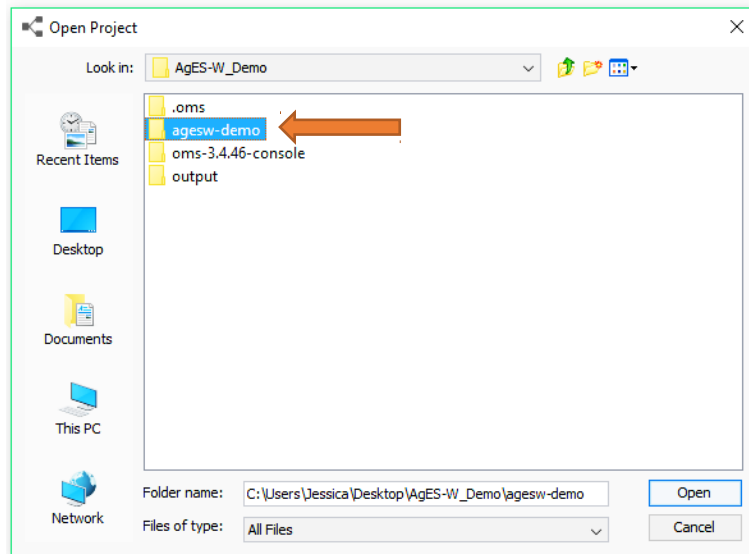 Open Project
Look in: AgES-W_Demo
.oms
agesw-demo
oms-3.4.46-console
output
Recent Items
Desktop
Documents
This PC
Network
Folder name: C:\Users\Jessica\Desktop\AgES-W_Demo\agesw-demo Open
Files of type: All Files Cancel